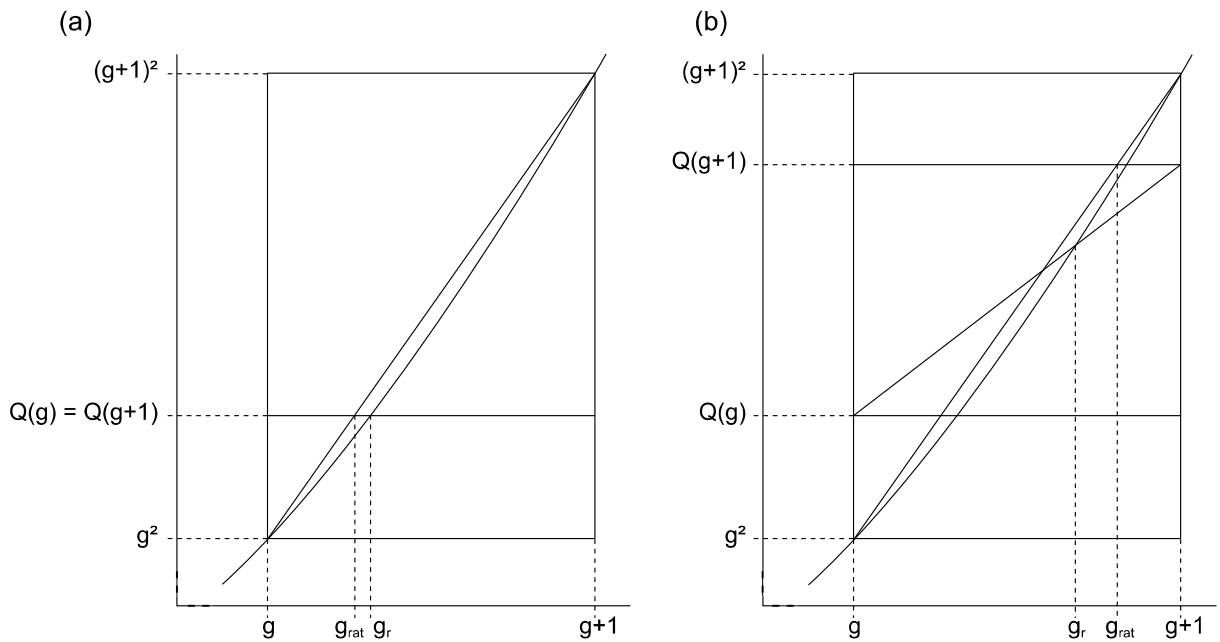 (a)
(g+1)²
Q(g) = Q(g+1)
g²
g g_rat g_r g+1
(b)
(g+1)²
Q(g+1)
Q(g)
g²
g g_r g_rat g+1